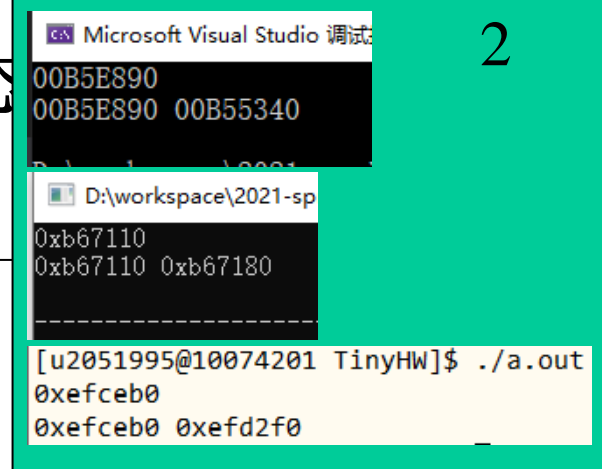 Microsoft Visual Studio 调试
2
00B5E890
00B5E890 00B55340
D:\workspace\2021-sp
0xb67110
0xb67110 0xb67180
[u2051995@10074201 TinyHW]$ ./a.out
0xefceb0
0xefceb0 0xefd2f0